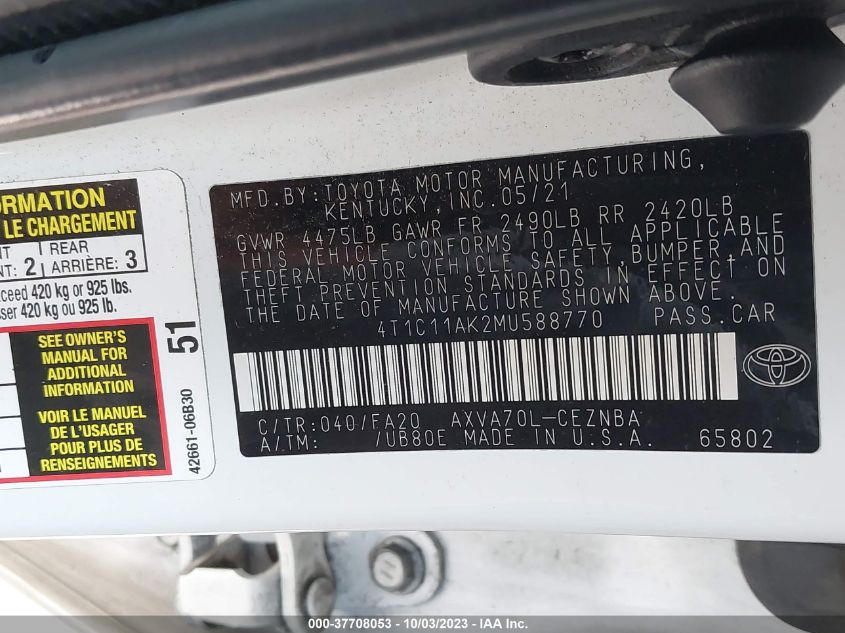 ORMATION
LE CHARGEMENT
NT | REAR
NT: 2 | ARRIÈRE: 3
xceed 420 kg or 925 lbs.
sser 420 kg ou 925 lb.
SEE OWNER'S
MANUAL FOR
ADDITIONAL
INFORMATION
VOIR LE MANUEL
DE L'USAGER
POUR PLUS DE
RENSEIGNEMENTS
51
42661-06B30
MFD.BY:TOYOTA MOTOR MANUFACTURING,
KENTUCKY,INC.05/21
GVWR 4475LB GAWR FR 2490LB RR 2420LB
THIS VEHICLE CONFORMS TO ALL APPLICABLE
FEDERAL MOTOR VEHICLE SAFETY,BUMPER,AND
THEFT PREVENTION STANDARDS IN EFFECT ON
THE DATE OF MANUFACTURE SHOWN ABOVE.
4T1C11AK2MU588770 PASS.CAR
C/TR:040/FA20 AXVA70L-CEZNBA
A/TM: /UB80E MADE IN U.S.A. 65802
000-37708053 - 10/03/2023 - IAA Inc.